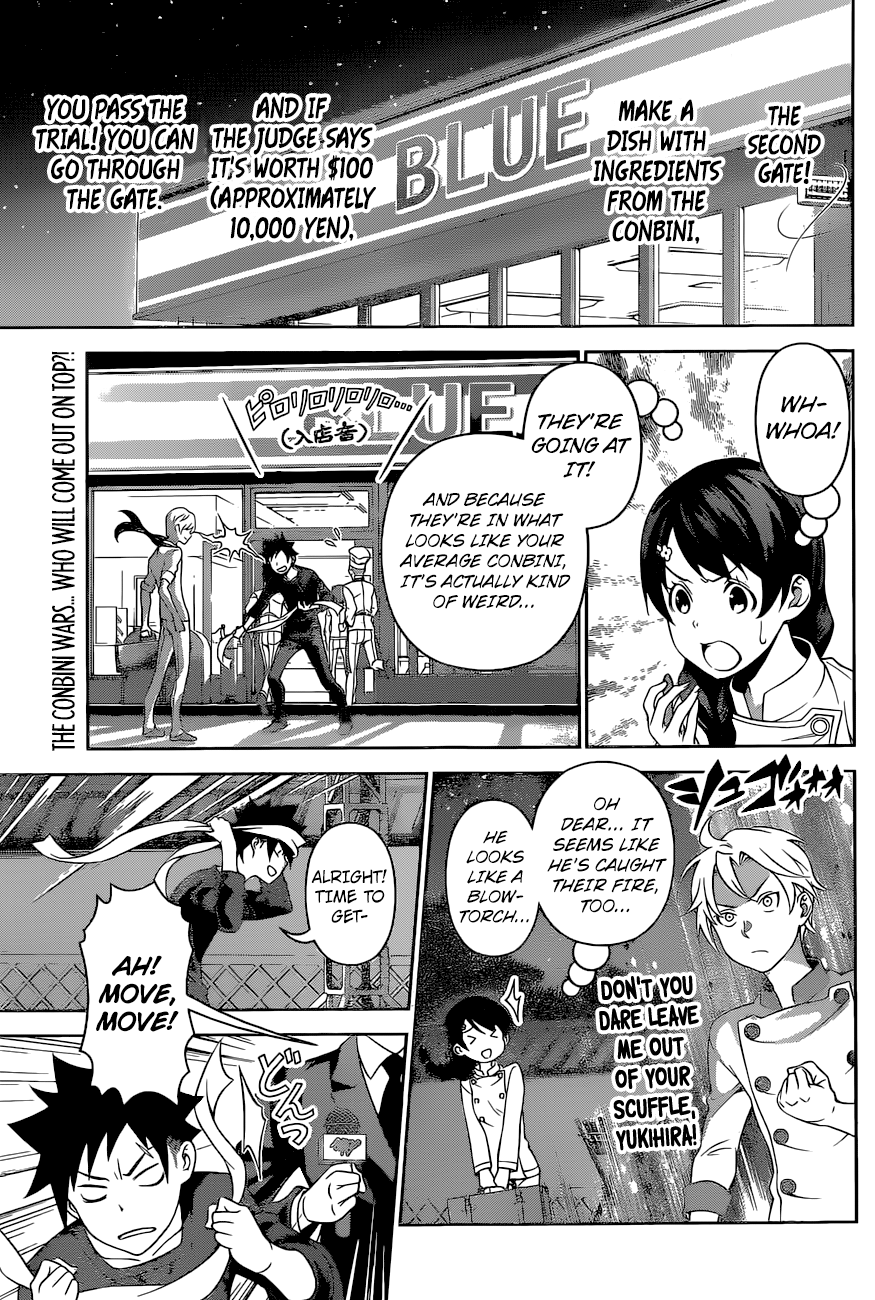 THE
SECOND
GATE!
MAKE A
DISH WITH
INGREDIENTS
FROM THE
CONBINI,
AND IF
THE JUDGE SAYS
IT'S WORTH $100
(APPROXIMATELY
10,000 YEN),
YOU PASS THE
TRIAL! YOU CAN
GO THROUGH
THE GATE.
BLUE
WH-
WHOA!
THEY'RE
GOING AT
IT!
AND BECAUSE
THEY'RE IN WHAT
LOOKS LIKE YOUR
AVERAGE CONBINI,
IT'S ACTUALLY KIND
OF WEIRD...
ピロリロリロリロ...
(入店音)
BLUE
THE CONBINI WARS... WHO WILL COME OUT ON TOP?!
シュゴォォォ
OH
DEAR... IT
SEEMS LIKE
HE'S CAUGHT
THEIR FIRE,
TOO...
HE
LOOKS
LIKE A
BLOW-
TORCH...
DON'T YOU
DARE LEAVE
ME OUT
OF YOUR
SCUFFLE,
YUKIHIRA!
ALRIGHT!
TIME TO
GET-
AH!
MOVE,
MOVE!
どんっ